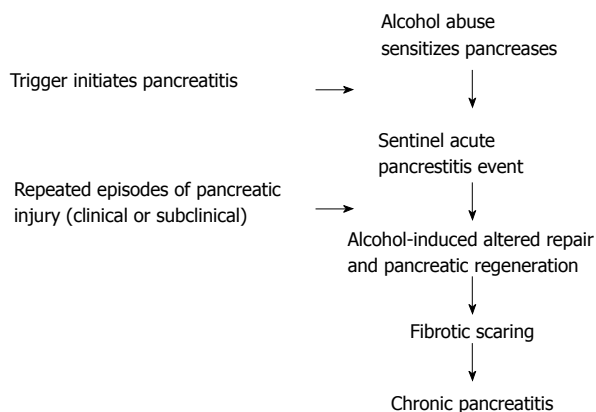 Alcohol abuse
sensitizes pancreases
Trigger initiates pancreatitis
Sentinel acute
pancrestitis event
Repeated episodes of pancreatic
injury (clinical or subclinical)
Alcohol-induced altered repair
and pancreatic regeneration
Fibrotic scaring
Chronic pancreatitis